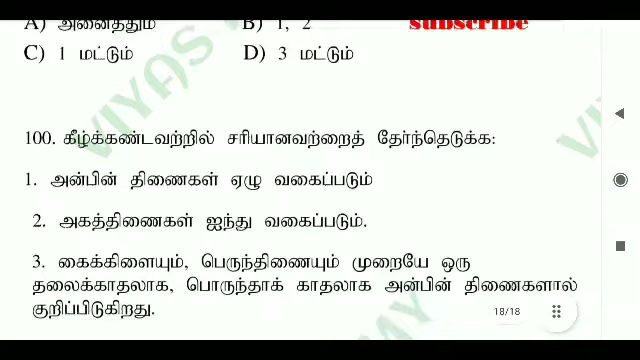 A) அனைத்தும் B) 1, 2 subscribe
C) 1 மட்டும் D) 3 மட்டும்
100. கீழ்க்கண்டவற்றில் சரியானவற்றைத் தேர்ந்தெடுக்க:
1. அன்பின் திணைகள் ஏழு வகைப்படும்
2. அகத்திணைகள் ஐந்து வகைப்படும்.
3. கைக்கிளையும், பெருந்திணையும் முறையே ஒரு
தலைக்காதலாக, பொருந்தாக் காதலாக அன்பின் திணைகளால்
குறிப்பிடுகிறது.
18/18